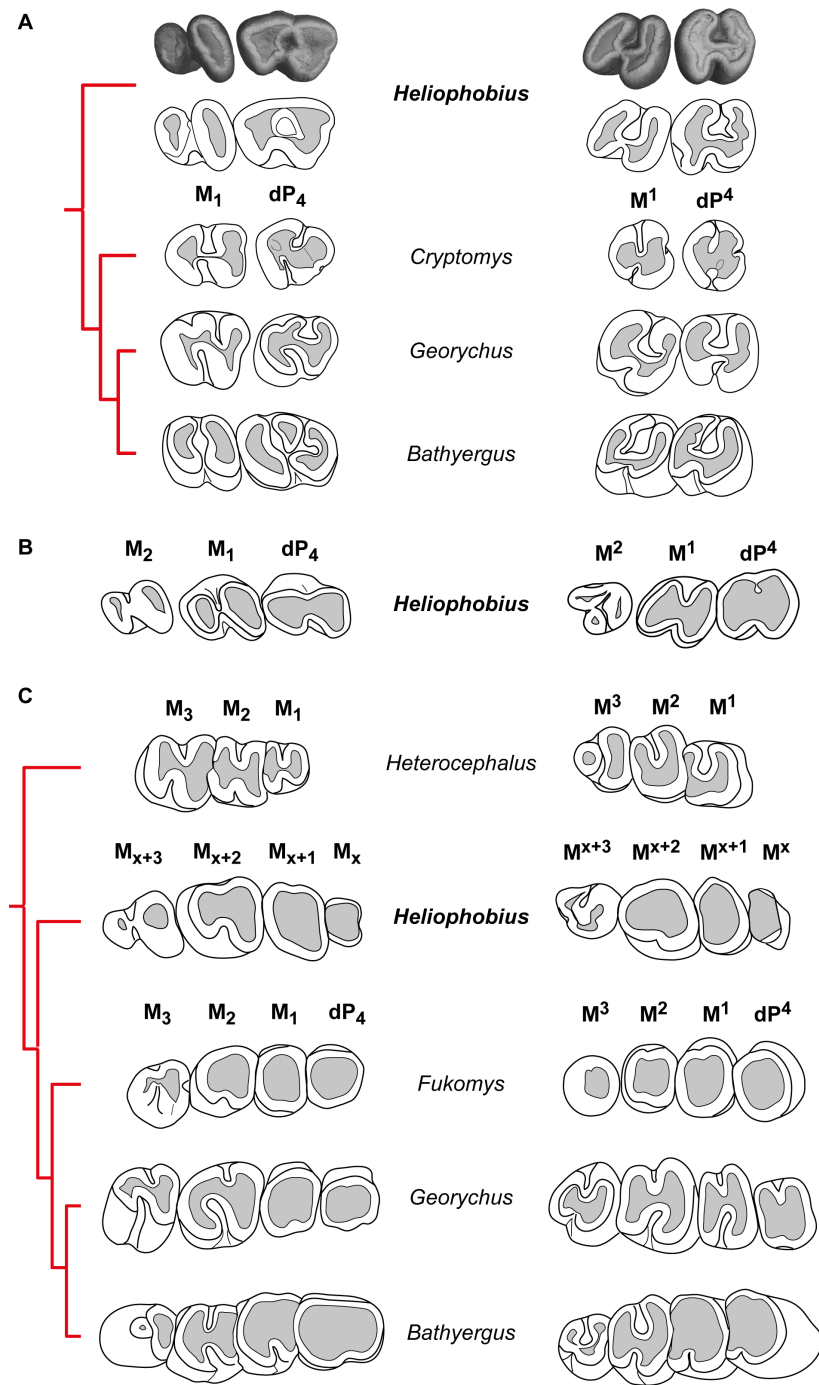 A
Heliophobius
M1 dP4 M1 dP4
Cryptomys
Georychus
Bathyergus
B
M2 M1 dP4 M2 M1 dP4
Heliophobius
C
M3 M2 M1 M3 M2 M1
Heterocephalus
Mx+3 Mx+2 Mx+1 Mx Mx+3 Mx+2 Mx+1 Mx
Heliophobius
M3 M2 M1 dP4 M3 M2 M1 dP4
Fukomys
Georychus
Bathyergus